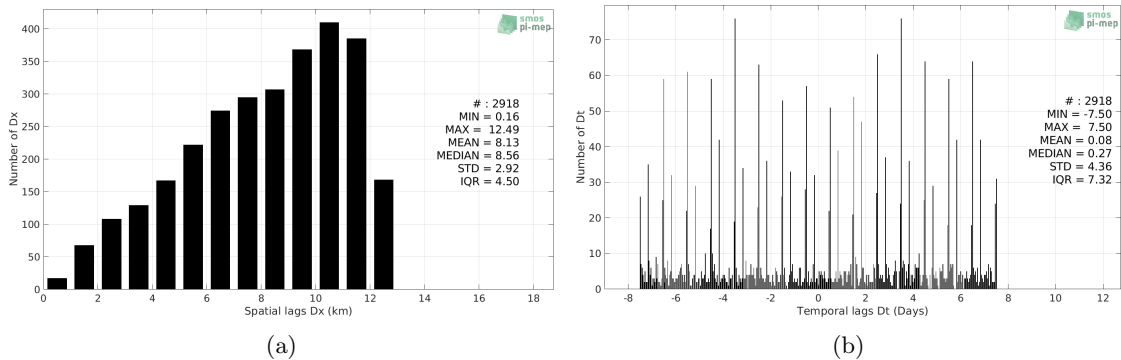 400
350
300
250
200
150
100
50
0
Number of Dx
0 2 4 6 8 10 12 14 16 18
Spatial lags Dx (km)
smos
pi-mep
# : 2918
MIN = 0.16
MAX = 12.49
MEAN = 8.13
MEDIAN = 8.56
STD = 2.92
IQR = 4.50
(a)
70
60
50
40
30
20
10
0
Number of Dt
-8 -6 -4 -2 0 2 4 6 8 10 12
Temporal lags Dt (Days)
smos
pi-mep
# : 2918
MIN = -7.50
MAX = 7.50
MEAN = 0.08
MEDIAN = 0.27
STD = 4.36
IQR = 7.32
(b)